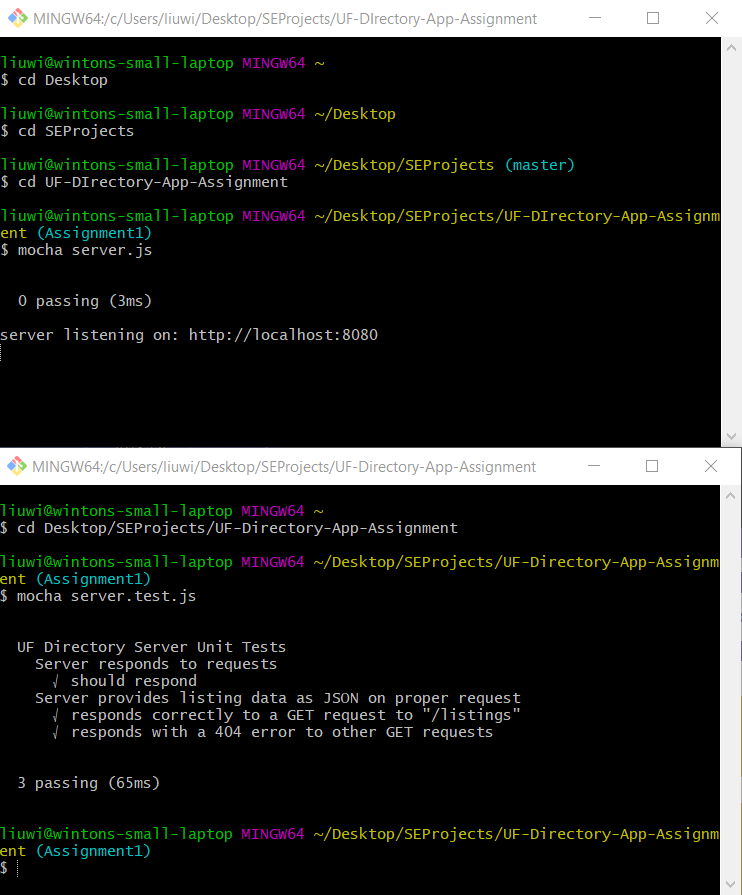 MINGW64:/c/Users/liuwi/Desktop/SEProjects/UF-DIrectory-App-Assignment
liuwi@wintons-small-laptop MINGW64 ~
$ cd Desktop
liuwi@wintons-small-laptop MINGW64 ~/Desktop
$ cd SEProjects
liuwi@wintons-small-laptop MINGW64 ~/Desktop/SEProjects (master)
$ cd UF-DIrectory-App-Assignment
liuwi@wintons-small-laptop MINGW64 ~/Desktop/SEProjects/UF-DIrectory-App-Assignm
ent (Assignment1)
$ mocha server.js
0 passing (3ms)
server listening on: http://localhost:8080
MINGW64:/c/Users/liuwi/Desktop/SEProjects/UF-Directory-App-Assignment
liuwi@wintons-small-laptop MINGW64 ~
$ cd Desktop/SEProjects/UF-Directory-App-Assignment
liuwi@wintons-small-laptop MINGW64 ~/Desktop/SEProjects/UF-Directory-App-Assignm
ent (Assignment1)
$ mocha server.test.js
UF Directory Server Unit Tests
Server responds to requests
√ should respond
Server provides listing data as JSON on proper request
√ responds correctly to a GET request to "/listings"
√ responds with a 404 error to other GET requests
3 passing (65ms)
liuwi@wintons-small-laptop MINGW64 ~/Desktop/SEProjects/UF-Directory-App-Assignm
ent (Assignment1)
$